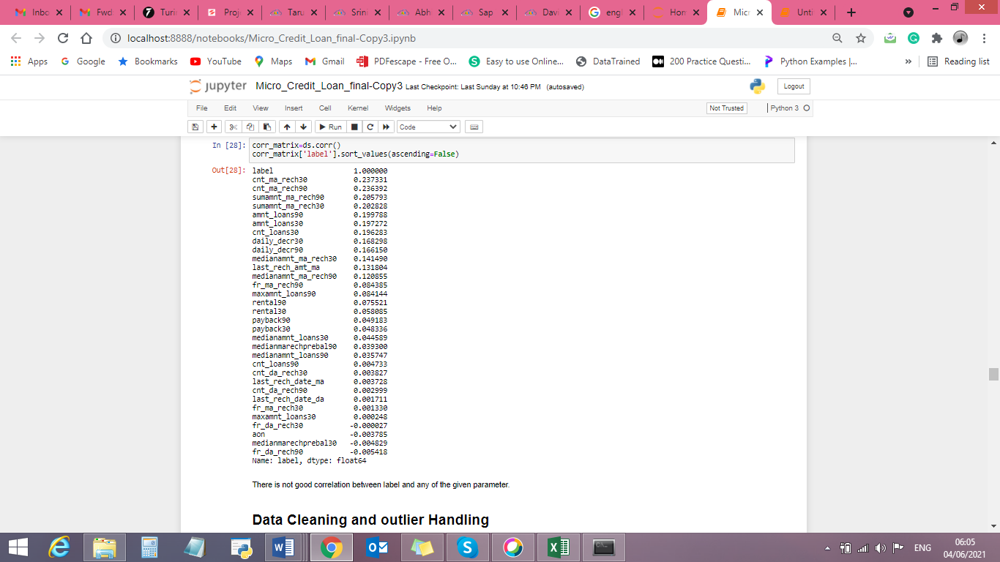 Inbo
Fwd
Turi
Proj
Taru
Srini
Abh
Sap
Davi
engl
Hor
Micr
Unti
localhost:8888/notebooks/Micro_Credit_Loan_final-Copy3.ipynb
Apps
Google
Bookmarks
YouTube
Maps
Gmail
PDFescape - Free O...
Easy to use Online...
DataTrained
200 Practice Questi...
Python Examples |...
»
Reading list
jupyter Micro_Credit_Loan_final-Copy3 Last Checkpoint: Last Sunday at 10:46 PM (autosaved)
Logout
File Edit View Insert Cell Kernel Widgets Help
Not Trusted
Python 3
Run
Code
In [28]: corr_matrix=ds.corr()
corr_matrix['label'].sort_values(ascending=False)
Out[28]: label 1.000000
cnt_ma_rech30 0.237331
cnt_ma_rech90 0.236392
sumamnt_ma_rech90 0.205793
sumamnt_ma_rech30 0.202828
amnt_loans90 0.199788
amnt_loans30 0.197272
cnt_loans30 0.196283
daily_decr30 0.168298
daily_decr90 0.166150
medianamnt_ma_rech30 0.141490
last_rech_amt_ma 0.131804
medianamnt_ma_rech90 0.120855
fr_ma_rech90 0.084385
maxamnt_loans90 0.084144
rental90 0.075521
rental30 0.058085
payback90 0.049183
payback30 0.048336
medianamnt_loans30 0.044589
medianmarechprebal90 0.039300
medianamnt_loans90 0.035747
cnt_loans90 0.004733
cnt_da_rech30 0.003827
last_rech_date_ma 0.003728
cnt_da_rech90 0.002999
last_rech_date_da 0.001711
fr_ma_rech30 0.001330
maxamnt_loans30 0.000248
fr_da_rech30 -0.000027
aon -0.003785
medianmarechprebal30 -0.004829
fr_da_rech90 -0.005418
Name: label, dtype: float64
There is not good correlation between label and any of the given parameter.
Data Cleaning and outlier Handling
ENG
06:05
04/06/2021